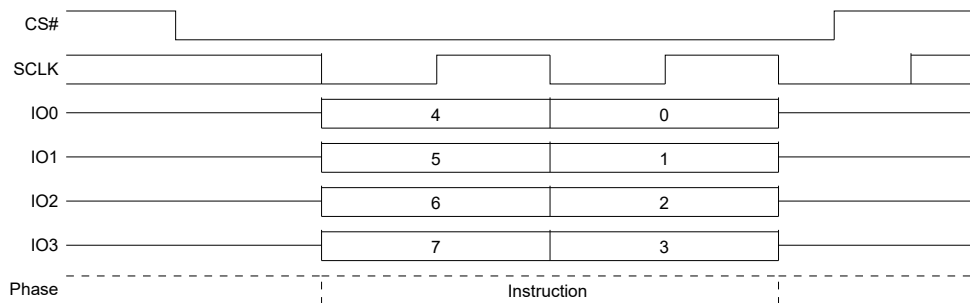 CS#
SCLK
IO0 4 0
IO1 5 1
IO2 6 2
IO3 7 3
Phase Instruction